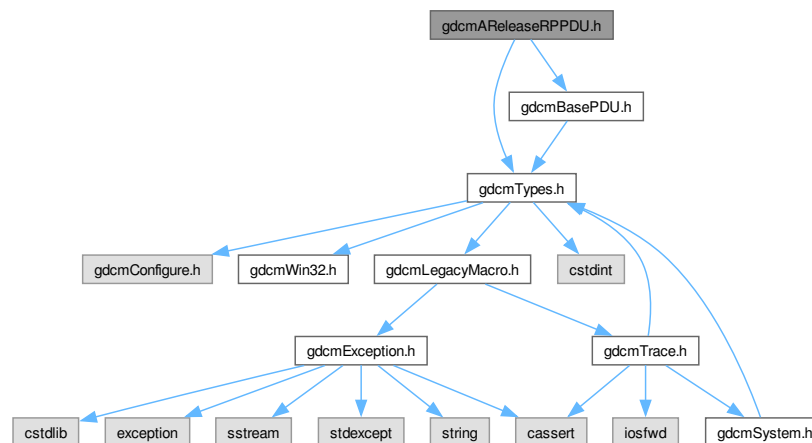 gdcmAReleaseRPPDU.h
gdcmBasePDU.h
gdcmTypes.h
gdcmConfigure.h
gdcmWin32.h
gdcmLegacyMacro.h
cstdint
gdcmException.h
gdcmTrace.h
cstdlib
exception
sstream
stdexcept
string
cassert
iosfwd
gdcmSystem.h